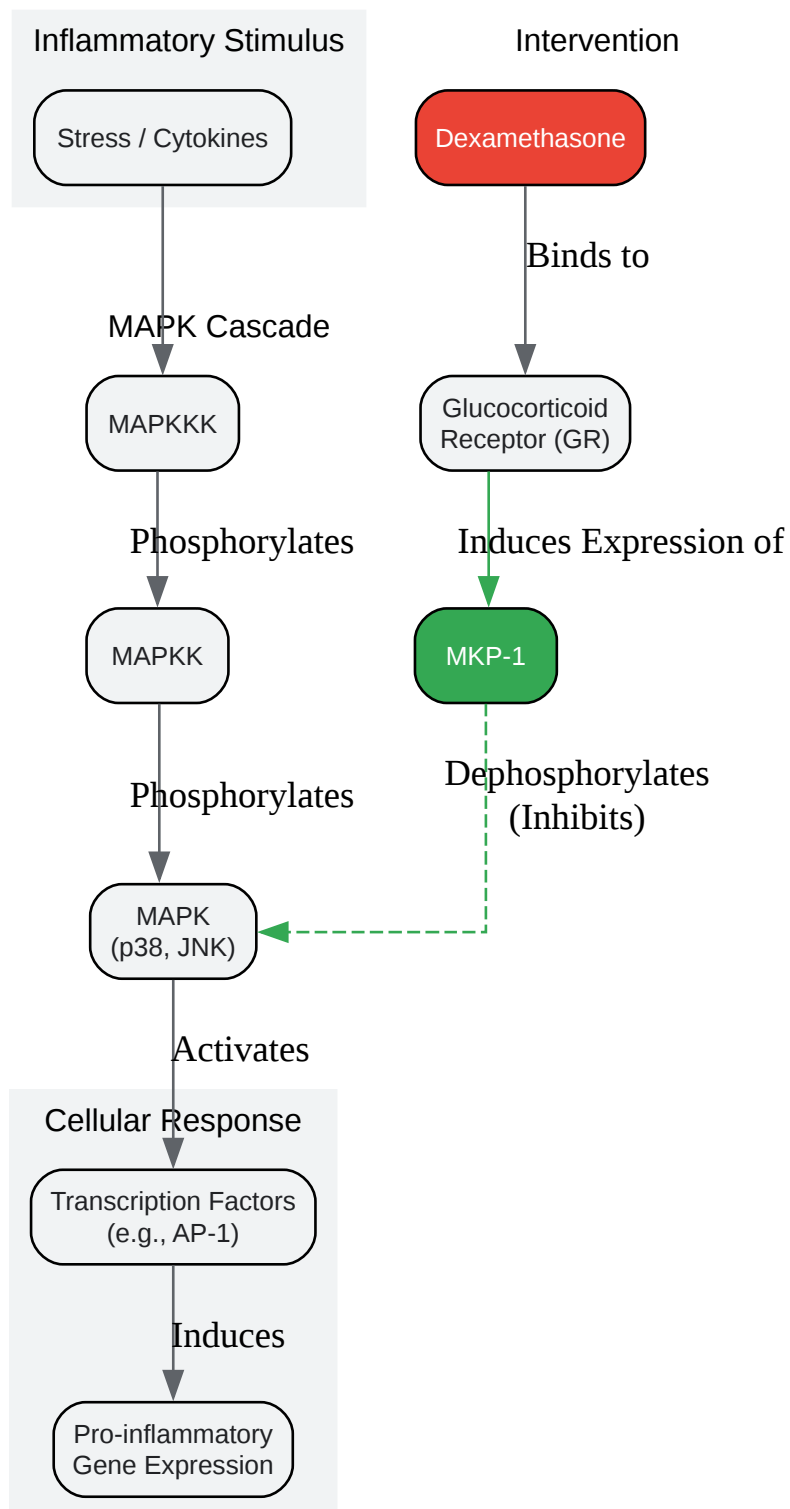 Inflammatory Stimulus
Stress / Cytokines
MAPK Cascade
MAPKKK
Phosphorylates
MAPKK
Phosphorylates
MAPK
(p38, JNK)
Activates
Cellular Response
Transcription Factors
(e.g., AP-1)
Induces
Pro-inflammatory
Gene Expression
Intervention
Dexamethasone
Binds to
Glucocorticoid
Receptor (GR)
Induces Expression of
MKP-1
Dephosphorylates
(Inhibits)